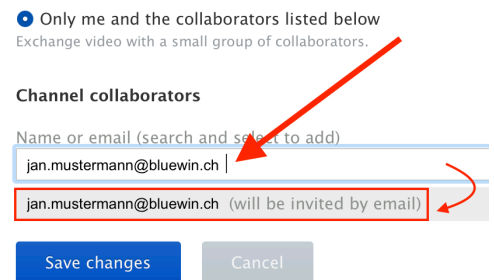 Only me and the collaborators listed below
Exchange video with a small group of collaborators.
Channel collaborators
Name or email (search and select to add)
jan.mustermann@bluewin.ch
jan.mustermann@bluewin.ch (will be invited by email)
Save changes
Cancel